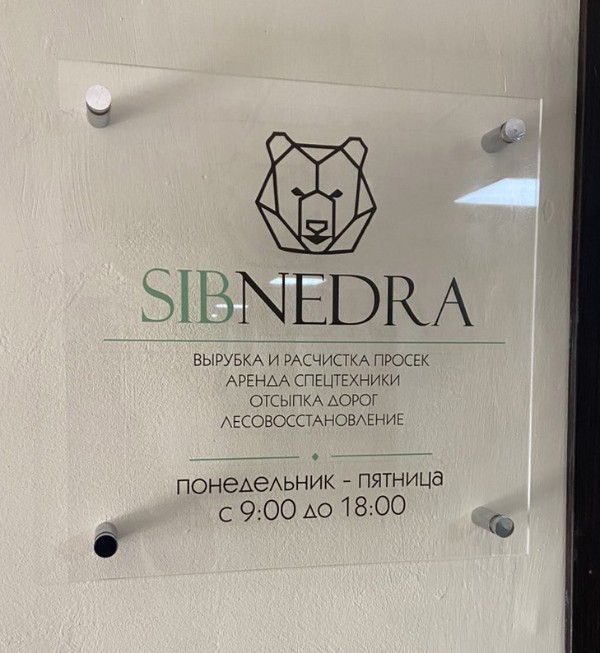 SIBNEDRA
ВЫРУБКА И РАСЧИСТКА ПРОСЕК
АРЕНДА СПЕЦТЕХНИКИ
ОТСЫПКА ДОРОГ
ЛЕСОВОССТАНОВЛЕНИЕ
ПОНЕДЕЛЬНИК - ПЯТНИЦА
с 9:00 до 18:00